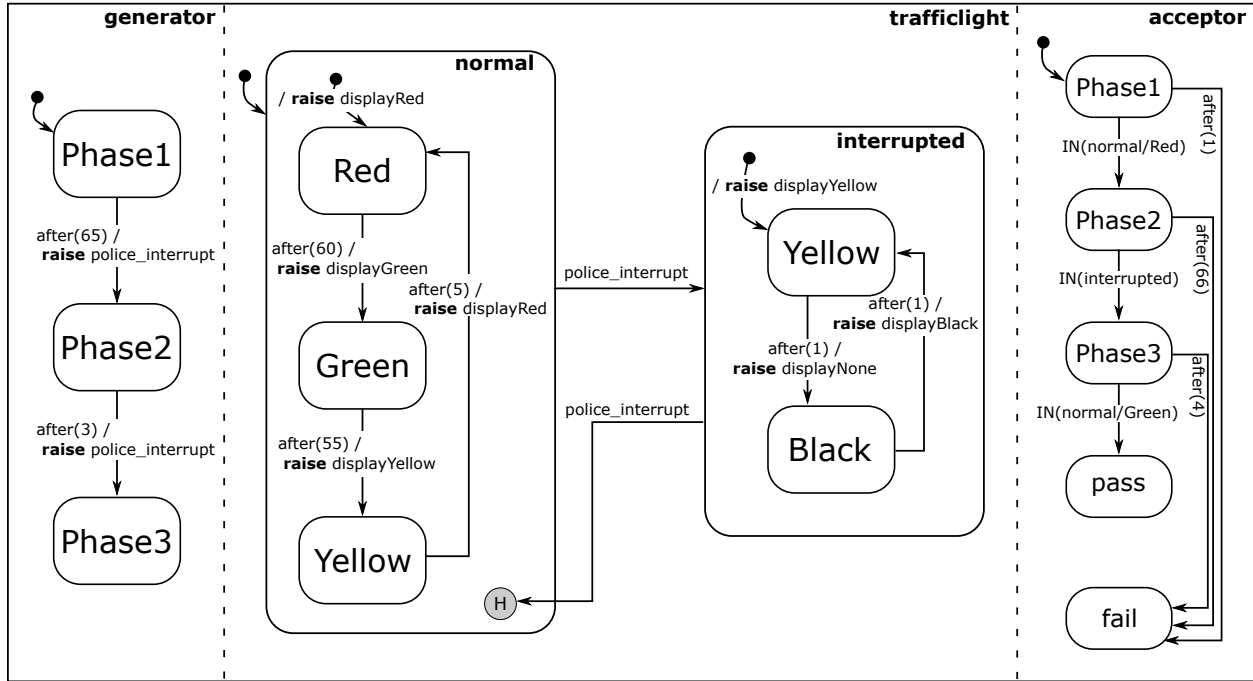 generator
Phase1
after(65) /
raise police_interrupt
Phase2
after(3) /
raise police_interrupt
Phase3
trafficlight
normal
/ raise displayRed
Red
after(60) /
raise displayGreen
after(5) /
raise displayRed
Green
after(55) /
raise displayYellow
Yellow
H
police_interrupt
police_interrupt
interrupted
/ raise displayYellow
Yellow
after(1) /
raise displayBlack
after(1) /
raise displayNone
Black
acceptor
Phase1
after(1)
IN(normal/Red)
Phase2
after(66)
IN(interrupted)
Phase3
after(4)
IN(normal/Green)
pass
fail